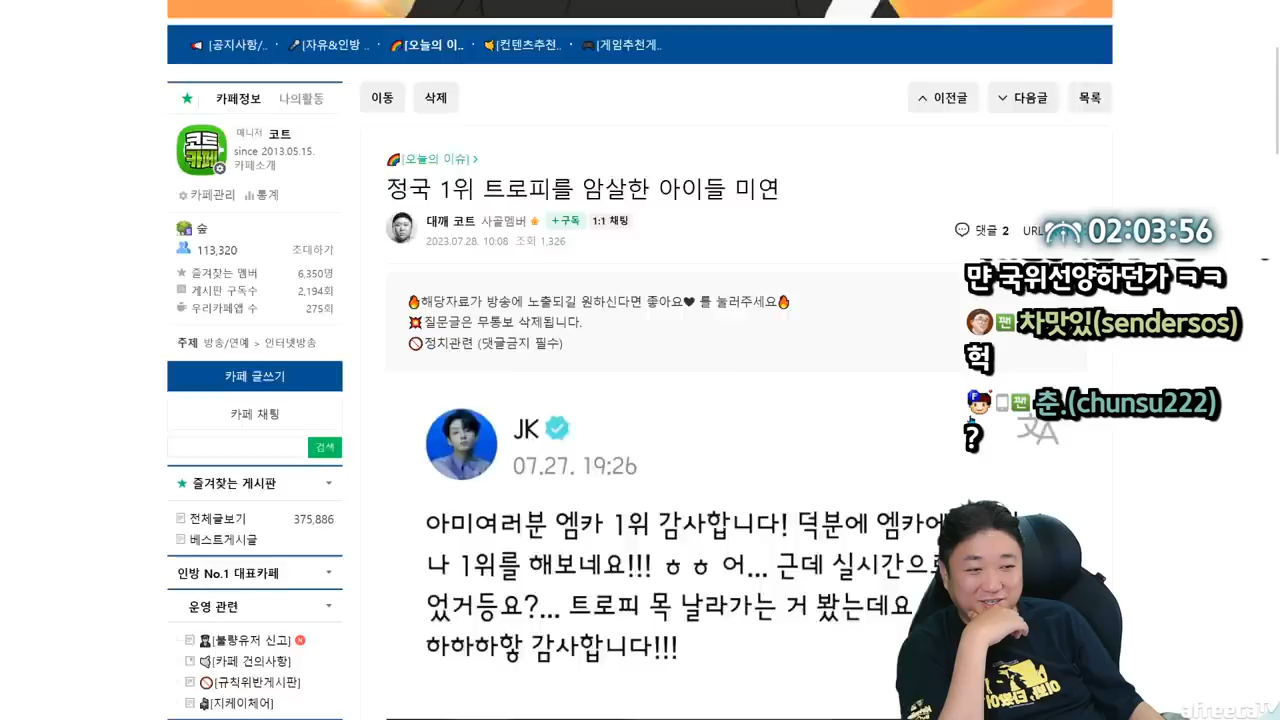 [공지사항/..
[자유&인방 ..
[오늘의 이..
[컨텐츠추천..
[게임추천게..
카페정보
나의활동
이동
삭제
이전글
다음글
목록
매니저 코트
since 2013.05.15.
카페소개
카페관리
통계
숲
113,320
초대하기
즐겨찾는 멤버
6,350명
게시판 구독수
2,194회
우리카페앱 수
275회
주제 방송/연예 > 인터넷방송
카페 글쓰기
카페 채팅
검색
즐겨찾는 게시판
전체글보기
375,886
베스트게시글
인방 No.1 대표카페
운영 관련
[불량유저 신고]
[카페 건의사항]
[규칙위반게시판]
[지케이체어]
[오늘의 이슈] >
정국 1위 트로피를 암살한 아이들 미연
대깨 코트 사골멤버 +구독 1:1 채팅
2023.07.28. 10:08 조회 1,326
댓글 2
URL
02:03:56
🔥해당자료가 방송에 노출되길 원하신다면 좋아요🖤 를 눌러주세요🔥
💥질문글은 무통보 삭제됩니다.
🚫정치관련 (댓글금지 필수)
먄 국위선양하던가 ㅋㅋ
차맛있(sendersos)
헉
춘.(chunsu222)
?
JK
07.27. 19:26
아미여러분 엠카 1위 감사합니다! 덕분에 엠카에
나 1위를 해보네요!!! ㅎㅎ 어... 근데 실시간으로
었거등요?... 트로피 목 날라가는 거 봤는데요
하하하핳 감사합니다!!!
afreecaTV